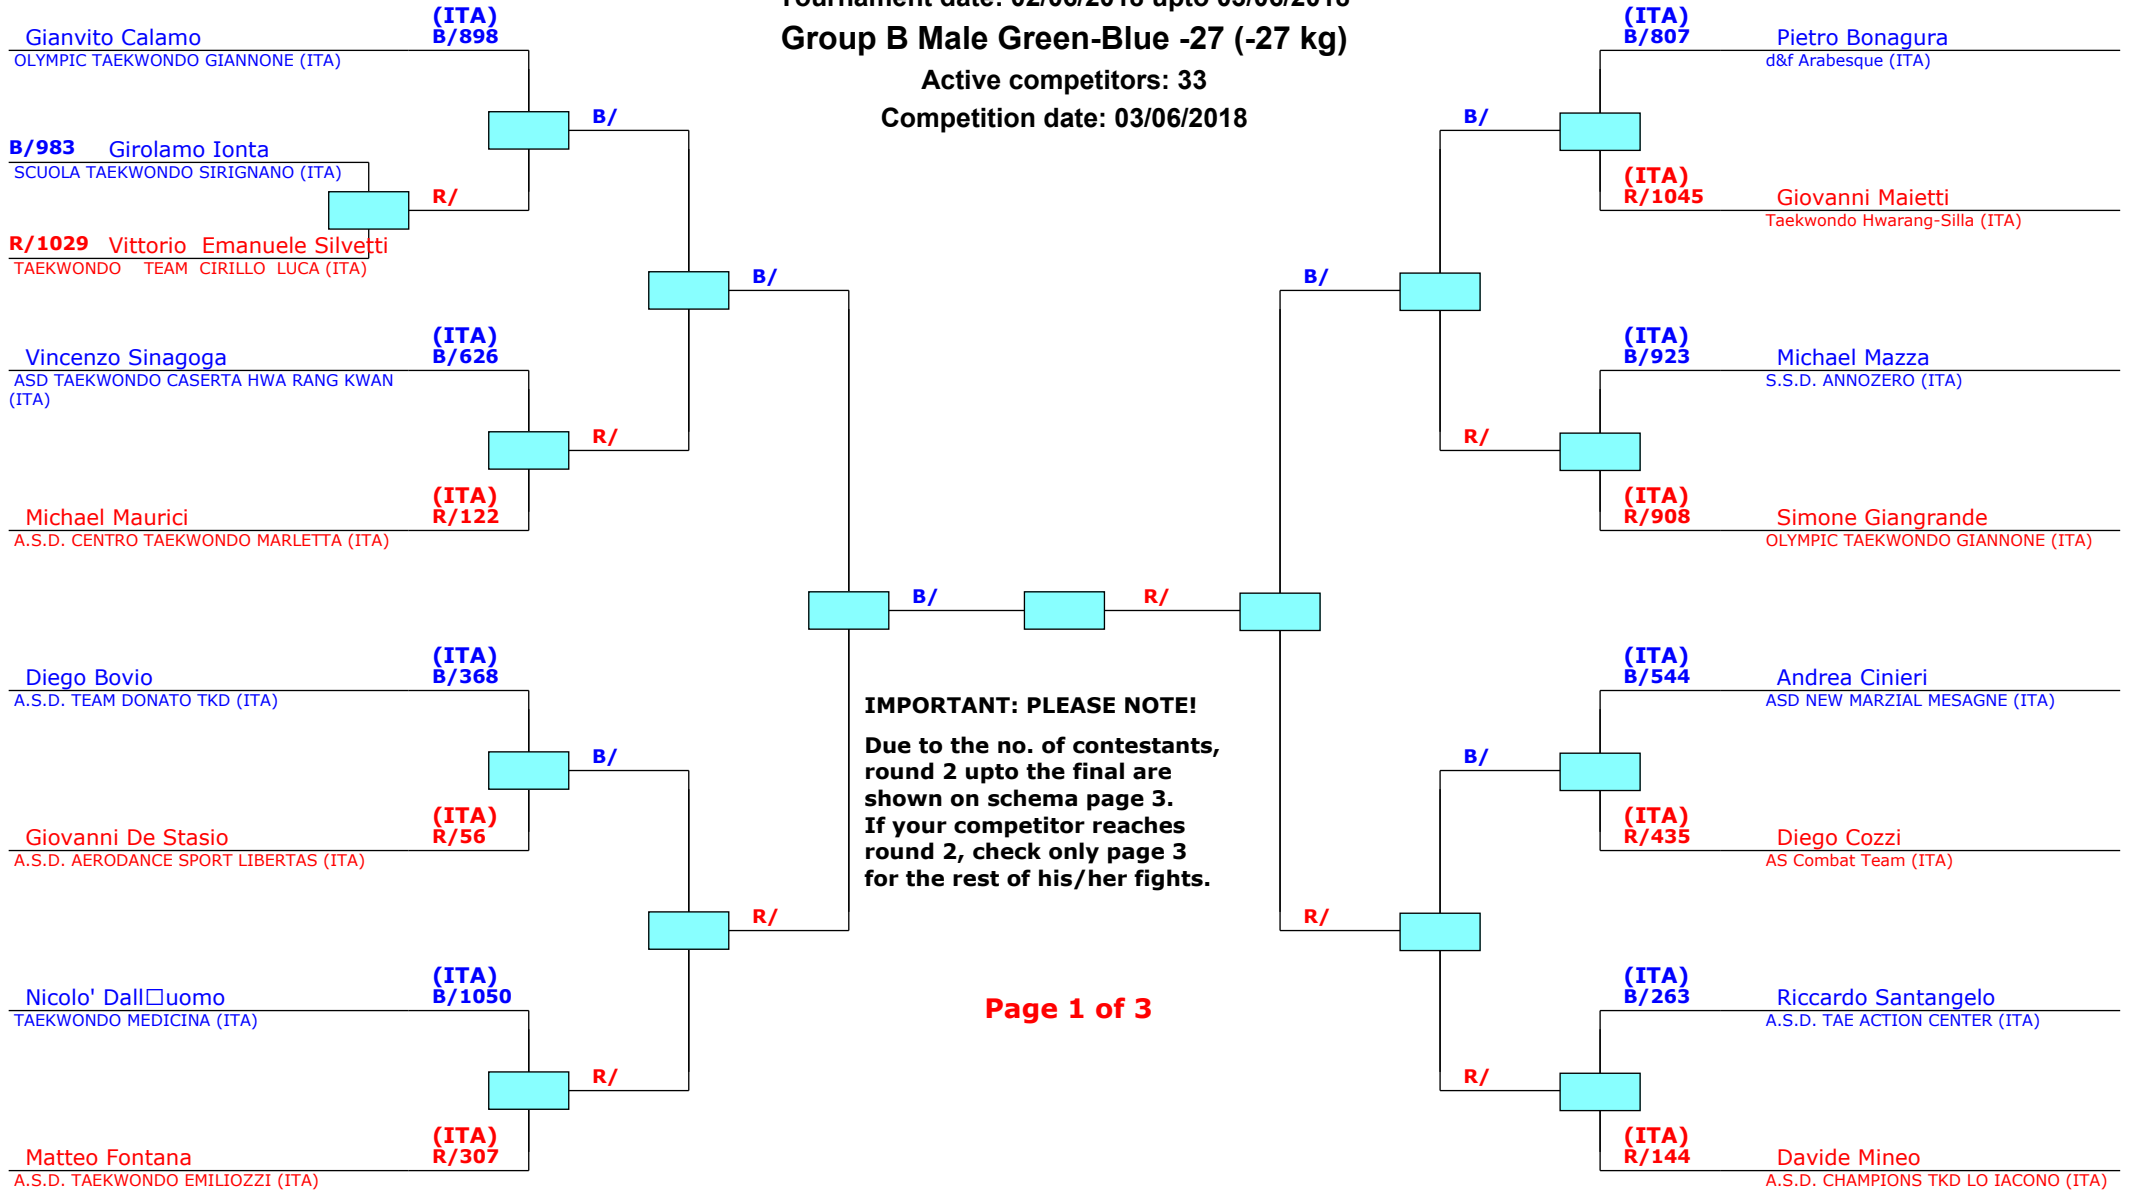 Tournament date: 02/06/2018 upto 03/06/2018
Group B Male Green-Blue -27 (-27 kg)
Active competitors: 33
Competition date: 03/06/2018
(ITA)
Gianvito Calamo B/898
OLYMPIC TAEKWONDO GIANNONE (ITA)
B/
B/983 Girolamo Ionta
SCUOLA TAEKWONDO SIRIGNANO (ITA)
R/
R/1029 Vittorio Emanuele Silvetti
TAEKWONDO TEAM CIRILLO LUCA (ITA)
B/
(ITA)
Vincenzo Sinagoga B/626
ASD TAEKWONDO CASERTA HWA RANG KWAN
(ITA)
R/
(ITA)
Michael Maurici R/122
A.S.D. CENTRO TAEKWONDO MARLETTA (ITA)
B/
(ITA)
Diego Bovio B/368
A.S.D. TEAM DONATO TKD (ITA)
B/
(ITA)
Giovanni De Stasio R/56
A.S.D. AERODANCE SPORT LIBERTAS (ITA)
R/
(ITA)
Nicolo' Dall□uomo B/1050
TAEKWONDO MEDICINA (ITA)
R/
(ITA)
Matteo Fontana R/307
A.S.D. TAEKWONDO EMILIOZZI (ITA)
IMPORTANT: PLEASE NOTE!
Due to the no. of contestants,
round 2 upto the final are
shown on schema page 3.
If your competitor reaches
round 2, check only page 3
for the rest of his/her fights.
Page 1 of 3
(ITA)
B/807 Pietro Bonagura
d&f Arabesque (ITA)
B/
(ITA)
R/1045 Giovanni Maietti
Taekwondo Hwarang-Silla (ITA)
B/
(ITA)
B/923 Michael Mazza
S.S.D. ANNOZERO (ITA)
R/
(ITA)
R/908 Simone Giangrande
OLYMPIC TAEKWONDO GIANNONE (ITA)
R/
(ITA)
B/544 Andrea Cinieri
ASD NEW MARZIAL MESAGNE (ITA)
B/
(ITA)
R/435 Diego Cozzi
AS Combat Team (ITA)
R/
(ITA)
B/263 Riccardo Santangelo
A.S.D. TAE ACTION CENTER (ITA)
R/
(ITA)
R/144 Davide Mineo
A.S.D. CHAMPIONS TKD LO IACONO (ITA)